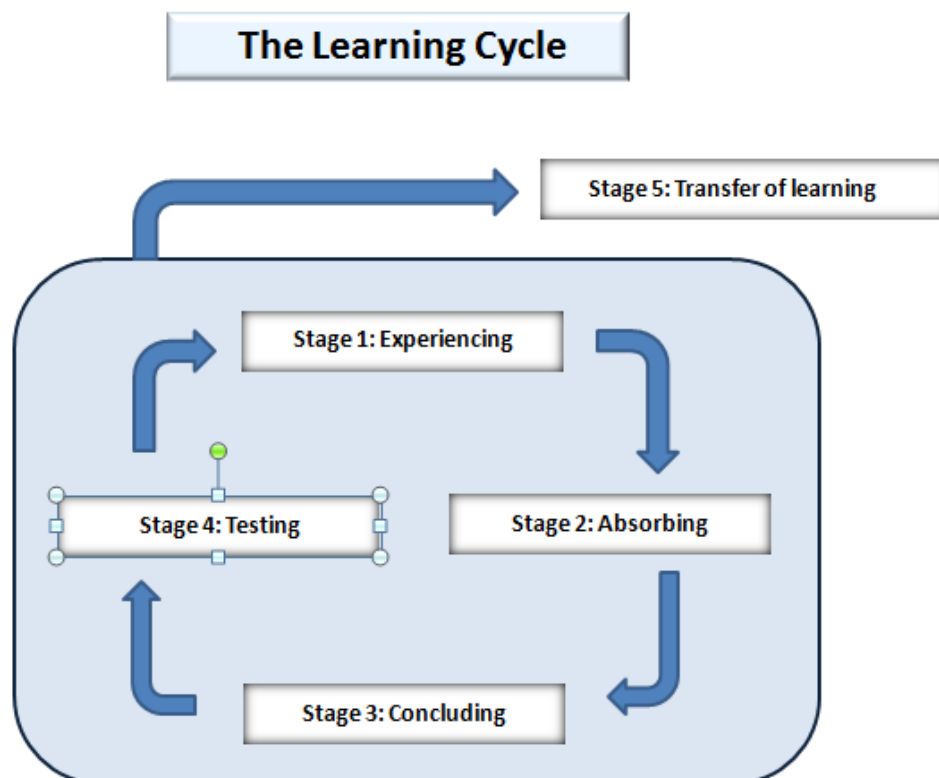 The Learning Cycle
Stage 5: Transfer of learning
Stage 1: Experiencing
Stage 4: Testing
Stage 2: Absorbing
Stage 3: Concluding